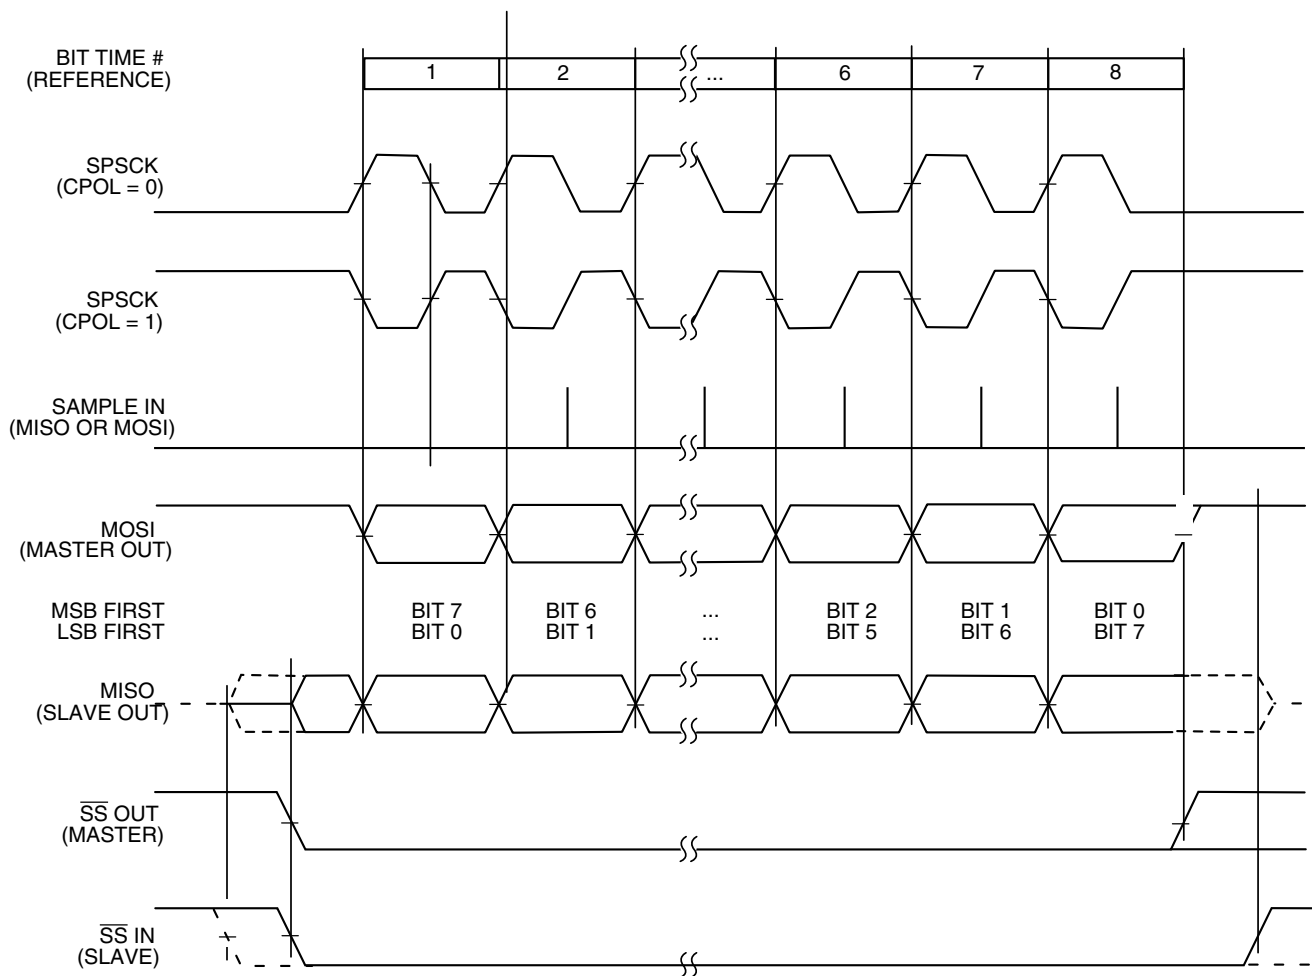 BIT TIME #
(REFERENCE)
1 2 ... 6 7 8
SPSCK
(CPOL = 0)
SPSCK
(CPOL = 1)
SAMPLE IN
(MISO OR MOSI)
MOSI
(MASTER OUT)
MSB FIRST BIT 7 BIT 6 ... BIT 2 BIT 1 BIT 0
LSB FIRST BIT 0 BIT 1 ... BIT 5 BIT 6 BIT 7
MISO
(SLAVE OUT)
S̅S̅ OUT
(MASTER)
S̅S̅ IN
(SLAVE)